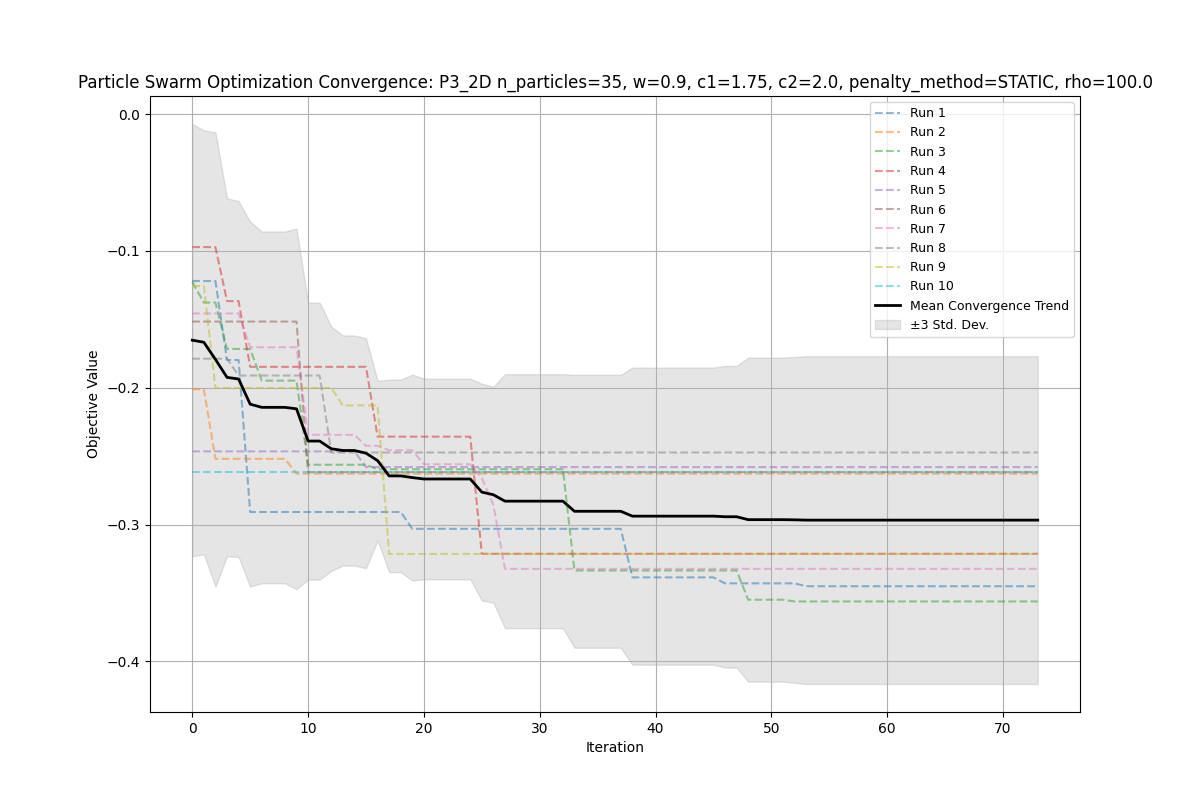 Particle Swarm Optimization Convergence: P3_2D n_particles=35, w=0.9, c1=1.75, c2=2.0, penalty_method=STATIC, rho=100.0
Objective Value
0.0
−0.1
−0.2
−0.3
−0.4
Run 1
Run 2
Run 3
Run 4
Run 5
Run 6
Run 7
Run 8
Run 9
Run 10
Mean Convergence Trend
±3 Std. Dev.
0 10 20 30 40 50 60 70
Iteration